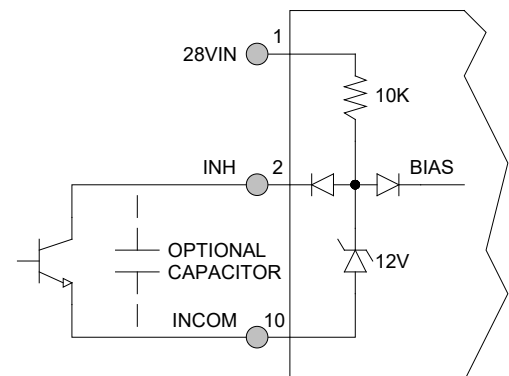 1
28VIN
10K
INH 2
BIAS
OPTIONAL
CAPACITOR
12V
INCOM 10